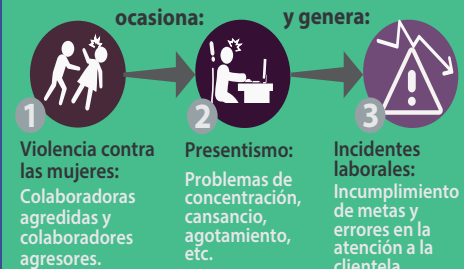 ocasiona: y genera:
1
2
3
Violencia contra
las mujeres:
Colaboradoras
agredidas y
colaboradores
agresores.
Presentismo:
Problemas de
concentración,
cansancio,
agotamiento,
etc.
Incidentes
laborales:
Incumplimiento
de metas y
errores en la
atención a la
clientela